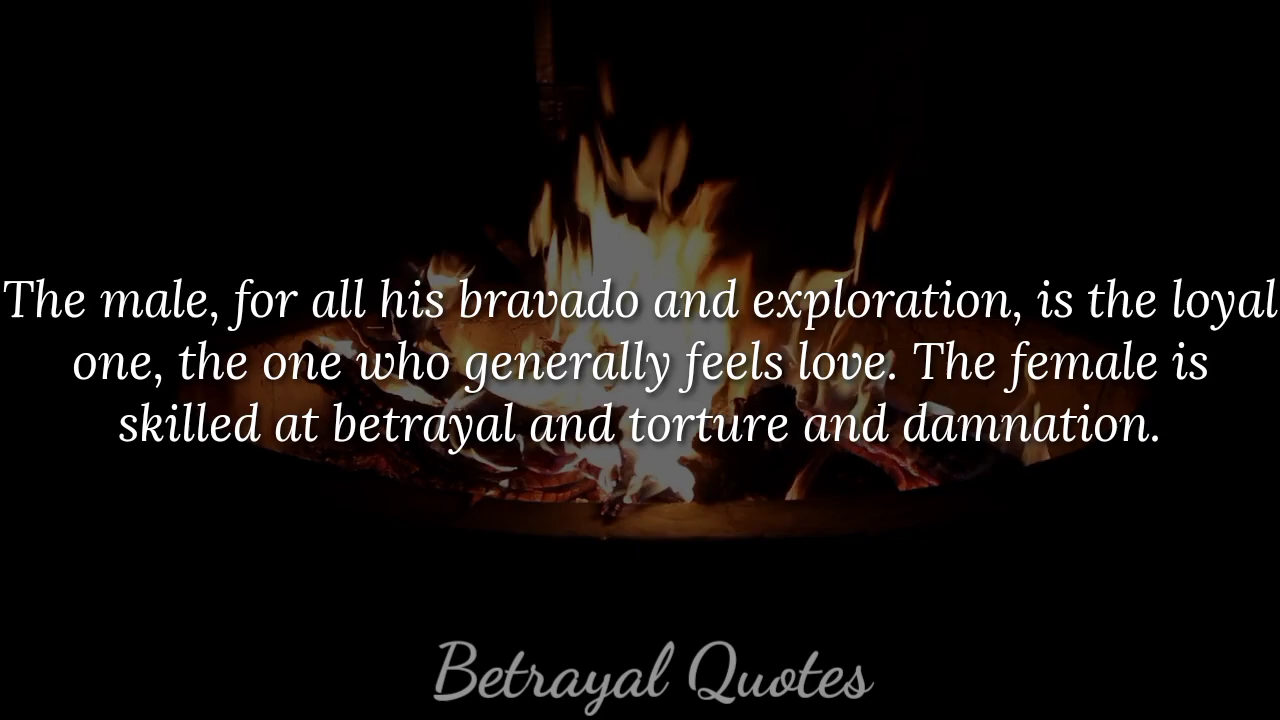 The male, for all his bravado and exploration, is the loyal
one, the one who generally feels love. The female is
skilled at betrayal and torture and damnation.
Betrayal Quotes